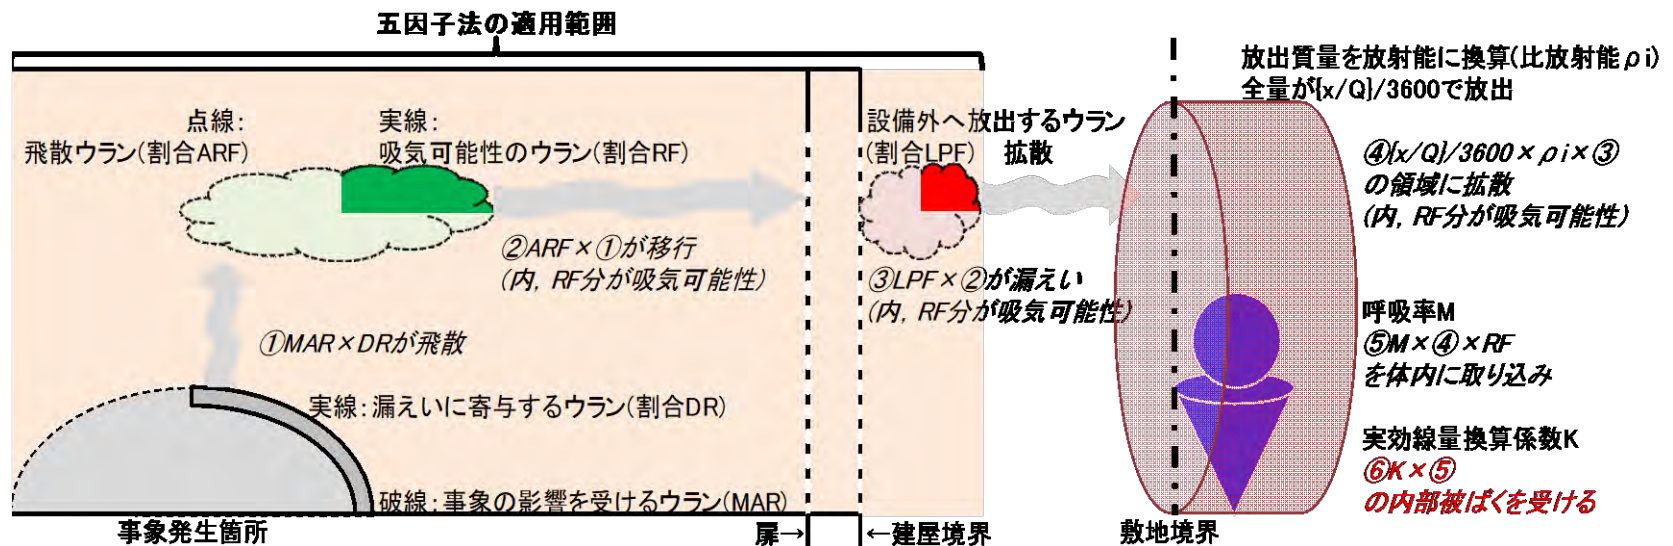 五因子法の適用範囲
点線:
飛散ウラン(割合ARF)
実線:
吸気可能性のウラン(割合RF)
②ARF×①が移行
(内, RF分が吸気可能性)
①MAR×DRが飛散
実線:漏えいに寄与するウラン(割合DR)
破線:事象の影響を受けるウラン(MAR)
事象発生箇所
扉→
←建屋境界
設備外へ放出するウラン
(割合LPF)
拡散
③LPF×②が漏えい
(内, RF分が吸気可能性)
敷地境界
放出質量を放射能に換算(比放射能ρi)
全量が{x/Q}/3600で放出
④{x/Q}/3600×ρi×③
の領域に拡散
(内, RF分が吸気可能性)
呼吸率M
⑤M×④×RF
を体内に取り込み
実効線量換算係数K
⑥K×⑤
の内部被ばくを受ける